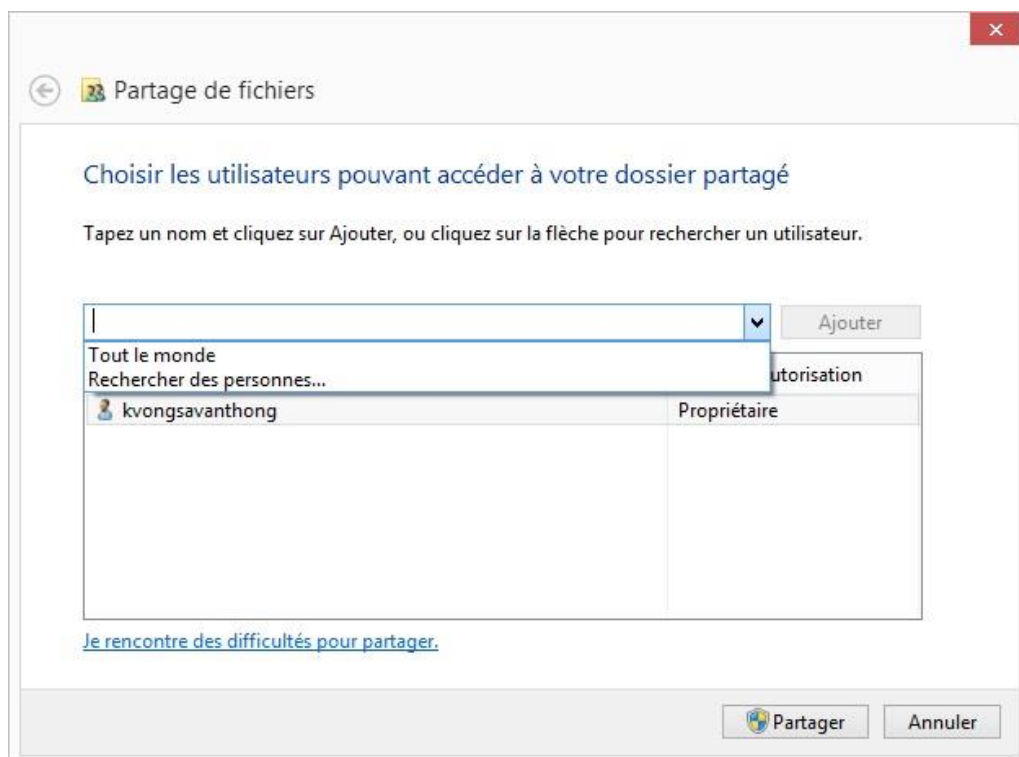 Partage de fichiers
Choisir les utilisateurs pouvant accéder à votre dossier partagé
Tapez un nom et cliquez sur Ajouter, ou cliquez sur la flèche pour rechercher un utilisateur.
Ajouter
Tout le monde
Rechercher des personnes...
utorisation
kvongsavanthong Propriétaire
Je rencontre des difficultés pour partager.
Partager Annuler